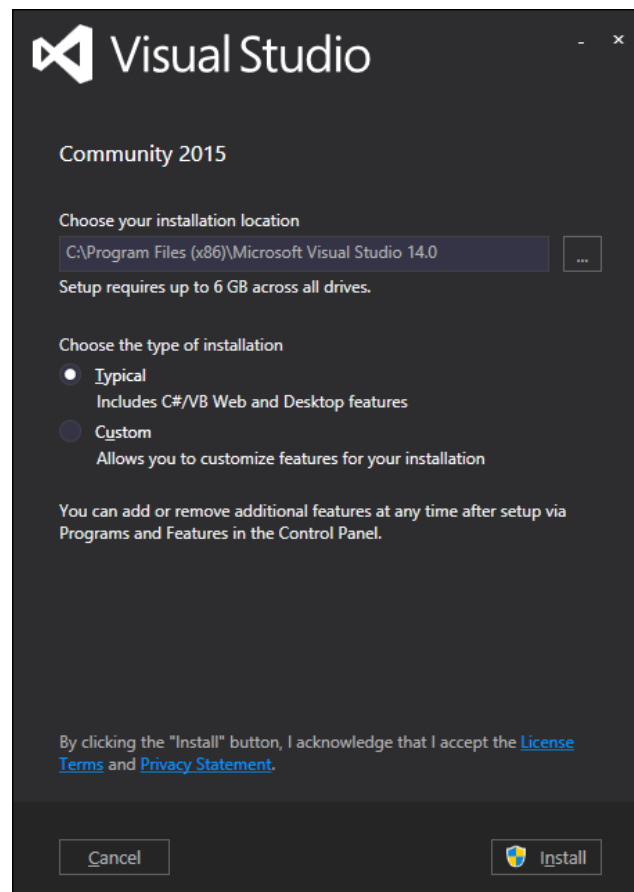 Visual Studio
Community 2015
Choose your installation location
C:\Program Files (x86)\Microsoft Visual Studio 14.0
...
Setup requires up to 6 GB across all drives.
Choose the type of installation
Typical
Includes C#/VB Web and Desktop features
Custom
Allows you to customize features for your installation
You can add or remove additional features at any time after setup via
Programs and Features in the Control Panel.
By clicking the "Install" button, I acknowledge that I accept the License
Terms and Privacy Statement.
Cancel
Install